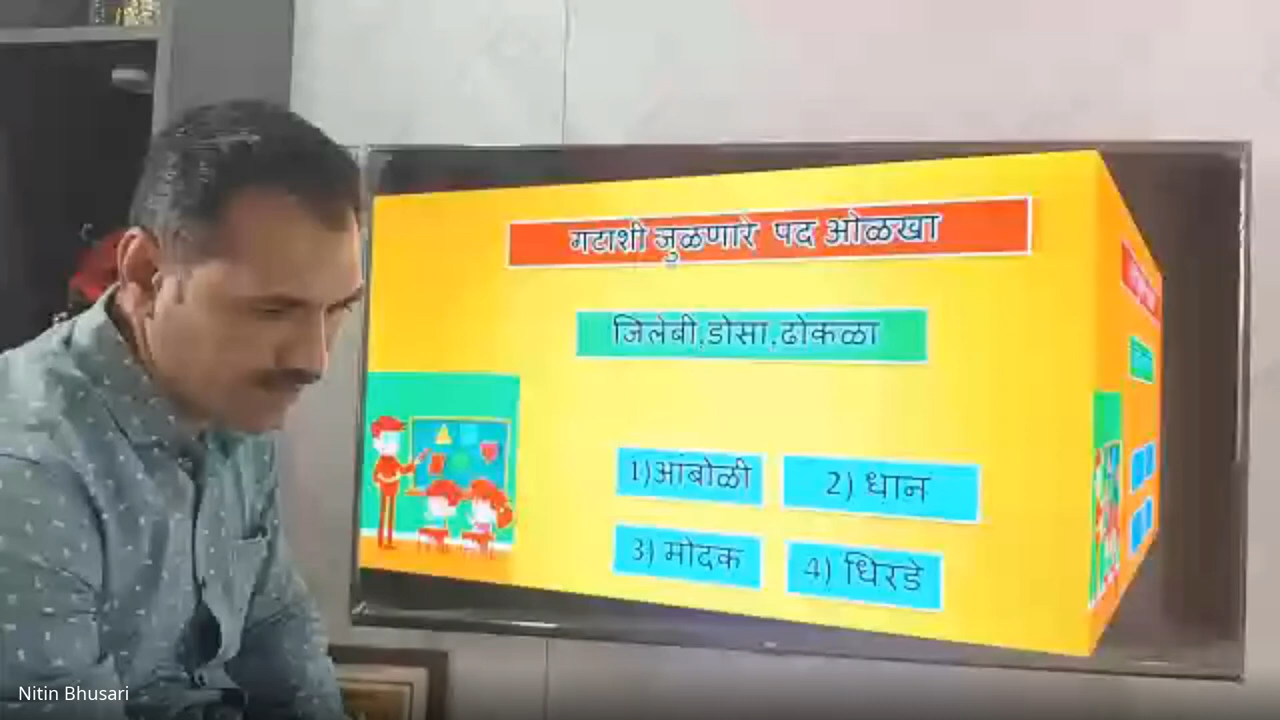 गटाशी जुळणारे पद ओळखा
जिलेबी,डोसा,ढोकळा
1)आंबोळी
2) धान
3) मोदक
4) धिरडे
Nitin Bhusari